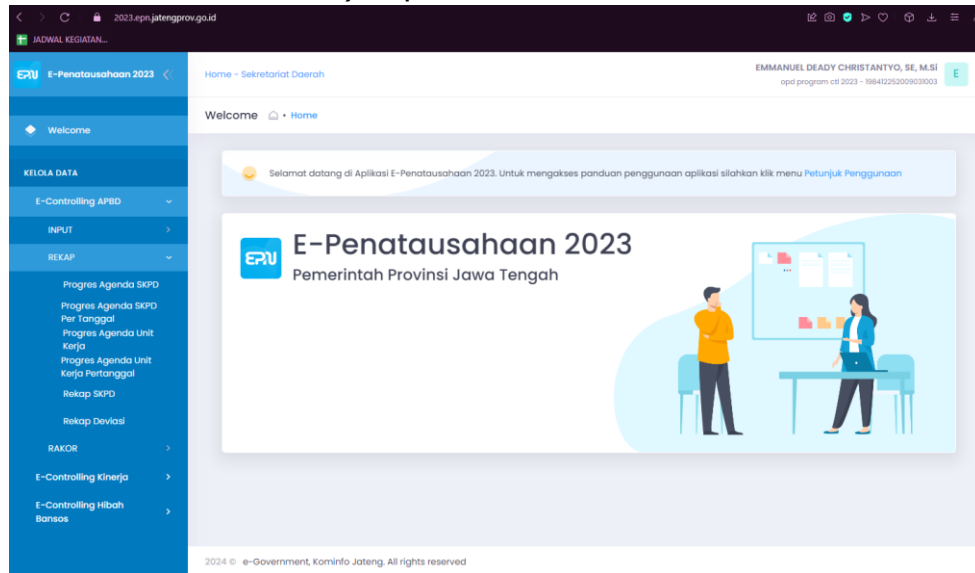 2023.epn.jatengprov.go.id
JADWAL KEGIATAN...
EPN E-Penatausahaan 2023
Home - Sekretariat Daerah
EMMANUEL DEADY CHRISTANTYO, SE, M.Si
opd program ctl 2023 - 198412252009031003
E
Welcome • Home
Welcome
KELOLA DATA
E-Controlling APBD
INPUT
REKAP
Progres Agenda SKPD
Progres Agenda SKPD
Per Tanggal
Progres Agenda Unit
Kerja
Progres Agenda Unit
Kerja Pertanggal
Rekap SKPD
Rekap Deviasi
RAKOR
E-Controlling Kinerja
E-Controlling Hibah
Bansos
Selamat datang di Aplikasi E-Penatausahaan 2023. Untuk mengakses panduan penggunaan aplikasi silahkan klik menu Petunjuk Penggunaan
EPN
E-Penatausahaan 2023
Pemerintah Provinsi Jawa Tengah
2024 © e-Government, Kominfo Jateng. All rights reserved